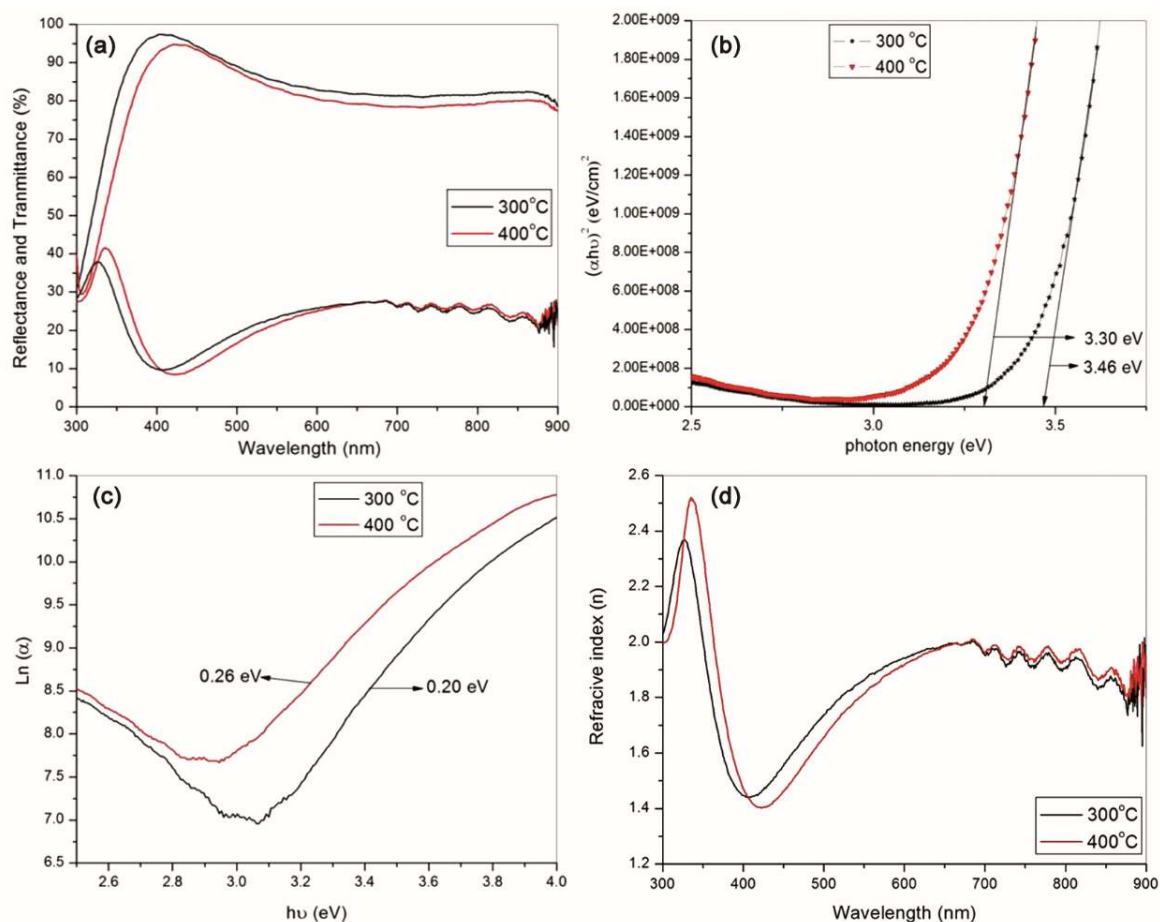 (a)
Reflectance and Tranmittance (%)
100
90
80
70
60
50
40
30
20
10
0
300°C
400°C
300 400 500 600 700 800 900
Wavelength (nm)
(b)
(αhυ)² (eV/cm)²
2.00E+009
1.80E+009
1.60E+009
1.40E+009
1.20E+009
1.00E+009
8.00E+008
6.00E+008
4.00E+008
2.00E+008
0.00E+000
300 °C
400 °C
3.30 eV
3.46 eV
2.5 3.0 3.5
photon energy (eV)
(c)
Ln (α)
11.0
10.5
10.0
9.5
9.0
8.5
8.0
7.5
7.0
6.5
300 °C
400 °C
0.26 eV
0.20 eV
2.6 2.8 3.0 3.2 3.4 3.6 3.8 4.0
hυ (eV)
(d)
Refracive index (n)
2.6
2.4
2.2
2.0
1.8
1.6
1.4
1.2
300°C
400°C
300 400 500 600 700 800 900
Wavelength (nm)